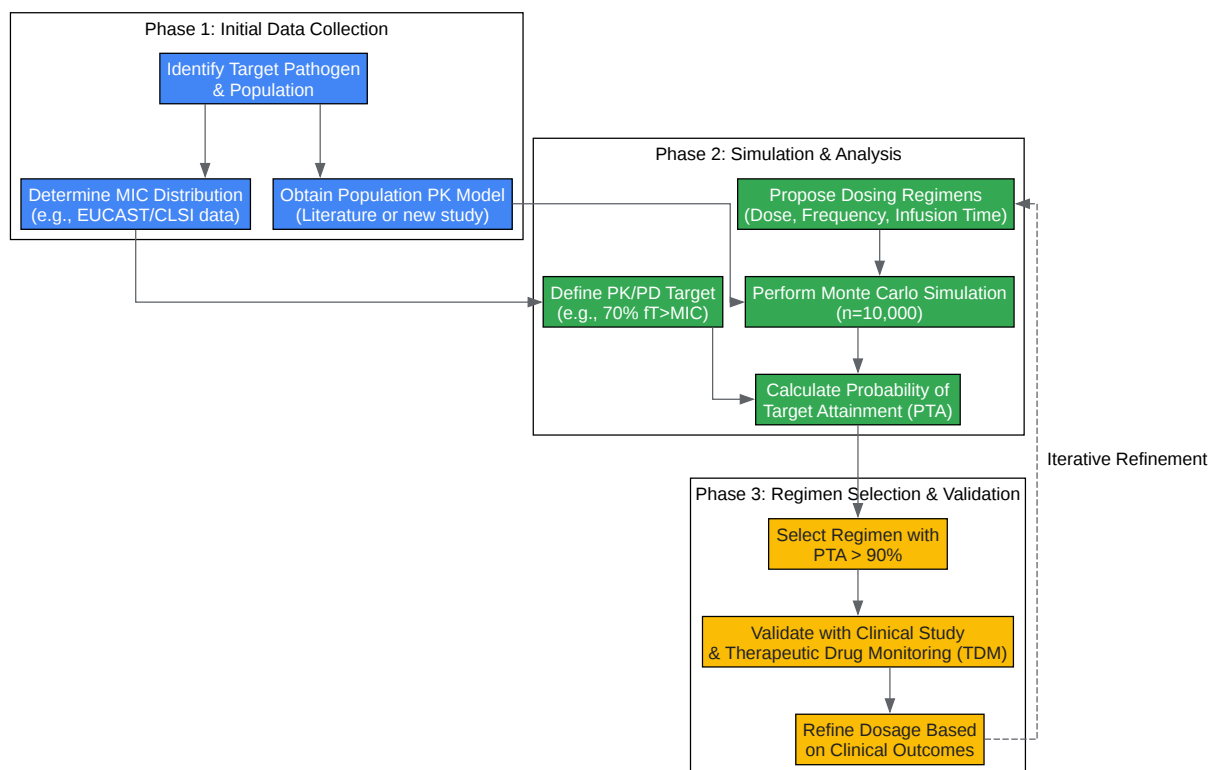 Phase 1: Initial Data Collection
Identify Target Pathogen
& Population
Determine MIC Distribution
(e.g., EUCAST/CLSI data)
Obtain Population PK Model
(Literature or new study)
Phase 2: Simulation & Analysis
Propose Dosing Regimens
(Dose, Frequency, Infusion Time)
Define PK/PD Target
(e.g., 70% fT>MIC)
Perform Monte Carlo Simulation
(n=10,000)
Calculate Probability of
Target Attainment (PTA)
Iterative Refinement
Phase 3: Regimen Selection & Validation
Select Regimen with
PTA > 90%
Validate with Clinical Study
& Therapeutic Drug Monitoring (TDM)
Refine Dosage Based
on Clinical Outcomes